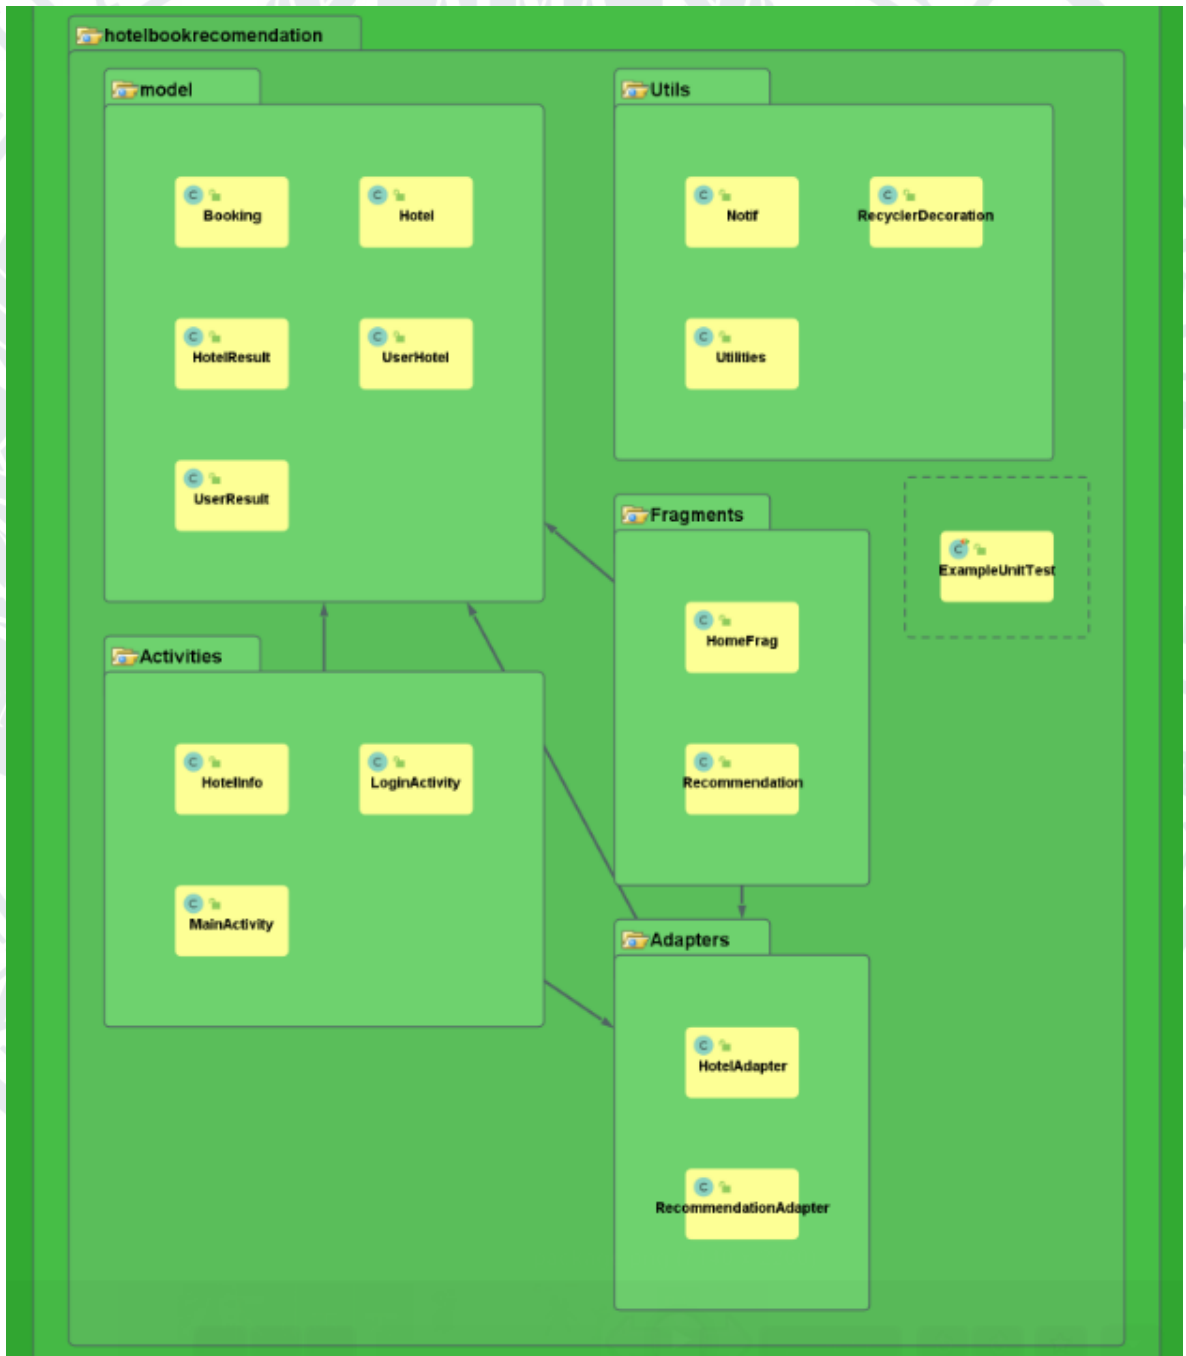 hotelbookrecomendation
model
Booking
Hotel
HotelResult
UserHotel
UserResult
Utils
Notif
RecyclerDecoration
Utilities
Fragments
HomeFrag
Recommendation
ExampleUnitTest
Activities
HotelInfo
LoginActivity
MainActivity
Adapters
HotelAdapter
RecommendationAdapter